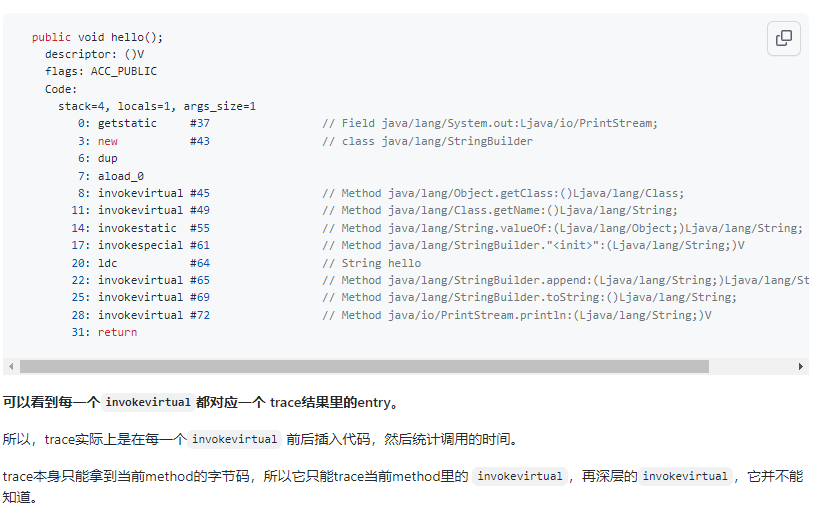 public void hello();
descriptor: ()V
flags: ACC_PUBLIC
Code:
stack=4, locals=1, args_size=1
0: getstatic #37 // Field java/lang/System.out:Ljava/io/PrintStream;
3: new #43 // class java/lang/StringBuilder
6: dup
7: aload_0
8: invokevirtual #45 // Method java/lang/Object.getClass:()Ljava/lang/Class;
11: invokevirtual #49 // Method java/lang/Class.getName:()Ljava/lang/String;
14: invokestatic #55 // Method java/lang/String.valueOf:(Ljava/lang/Object;)Ljava/lang/String;
17: invokespecial #61 // Method java/lang/StringBuilder."<init>":(Ljava/lang/String;)V
20: ldc #64 // String hello
22: invokevirtual #65 // Method java/lang/StringBuilder.append:(Ljava/lang/String;)Ljava/lang/St
25: invokevirtual #69 // Method java/lang/StringBuilder.toString:()Ljava/lang/String;
28: invokevirtual #72 // Method java/io/PrintStream.println:(Ljava/lang/String;)V
31: return
可以看到每一个 invokevirtual 都对应一个 trace结果里的entry。
所以，trace实际上是在每一个 invokevirtual 前后插入代码，然后统计调用的时间。
trace本身只能拿到当前method的字节码，所以它只能trace当前method里的 invokevirtual ，再深层的 invokevirtual ，它并不能
知道。